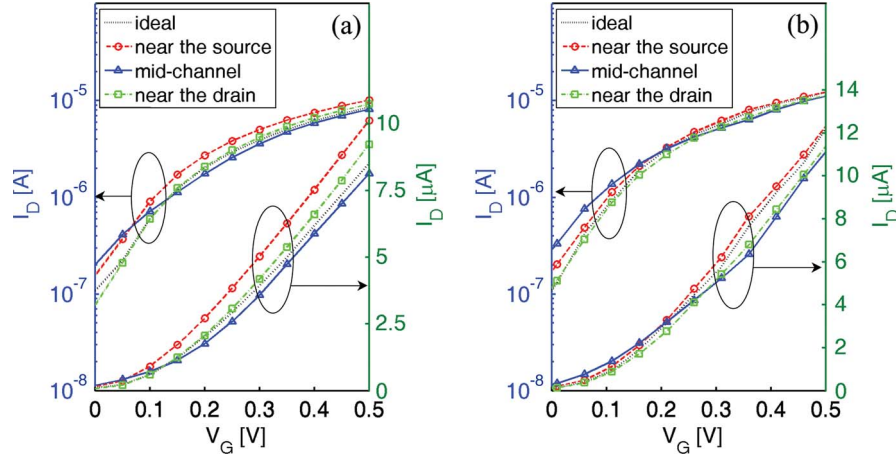 ideal
near the source
mid-channel
near the drain
(a)
10^-5
10^-6
10^-7
10^-8
I_D [A]
10
7.5
5
2.5
0
I_D [μA]
0 0.1 0.2 0.3 0.4 0.5
V_G [V]
ideal
near the source
mid-channel
near the drain
(b)
10^-5
10^-6
10^-7
10^-8
I_D [A]
14
12
10
8
6
4
2
0
I_D [μA]
0 0.1 0.2 0.3 0.4 0.5
V_G [V]